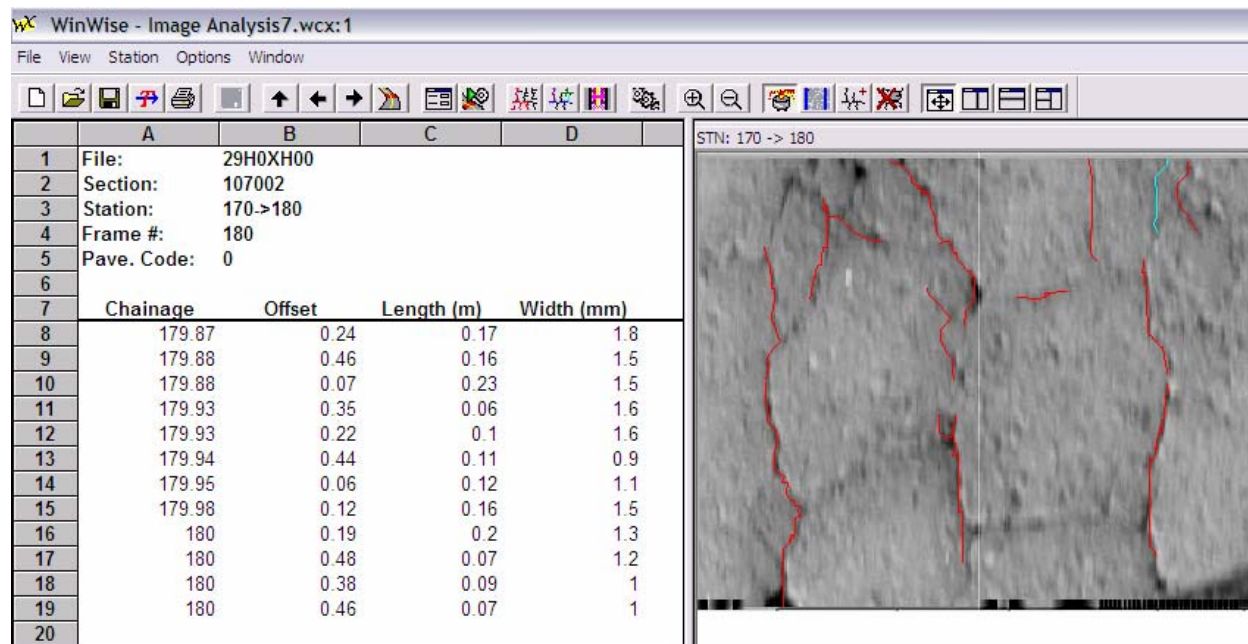 WX WinWise - Image Analysis7.wcx:1
File View Station Options Window
A B C D
STN: 170 -> 180
1 File: 29H0XH00
2 Section: 107002
3 Station: 170->180
4 Frame #: 180
5 Pave. Code: 0
6
7 Chainage Offset Length (m) Width (mm)
8 179.87 0.24 0.17 1.8
9 179.88 0.46 0.16 1.5
10 179.88 0.07 0.23 1.5
11 179.93 0.35 0.06 1.6
12 179.93 0.22 0.1 1.6
13 179.94 0.44 0.11 0.9
14 179.95 0.06 0.12 1.1
15 179.98 0.12 0.16 1.5
16 180 0.19 0.2 1.3
17 180 0.48 0.07 1.2
18 180 0.38 0.09 1
19 180 0.46 0.07 1
20